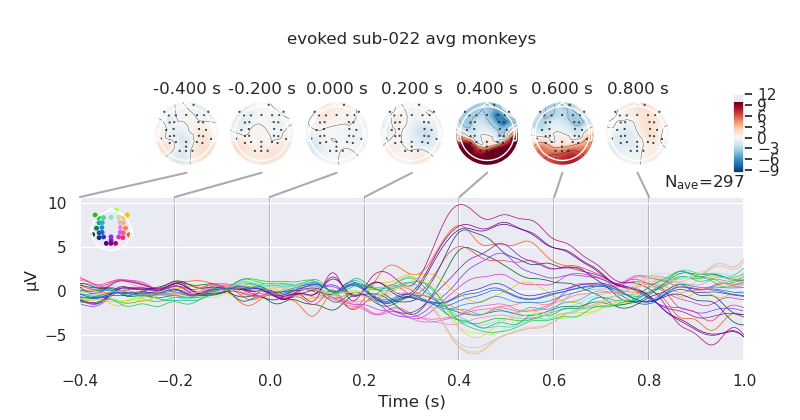 evoked sub-022 avg monkeys
-0.400 s -0.200 s 0.000 s 0.200 s 0.400 s 0.600 s 0.800 s
12
9
6
3
0
−3
−6
−9
Nave=297
10
5
0
−5
µV
−0.4 −0.2 0.0 0.2 0.4 0.6 0.8 1.0
Time (s)